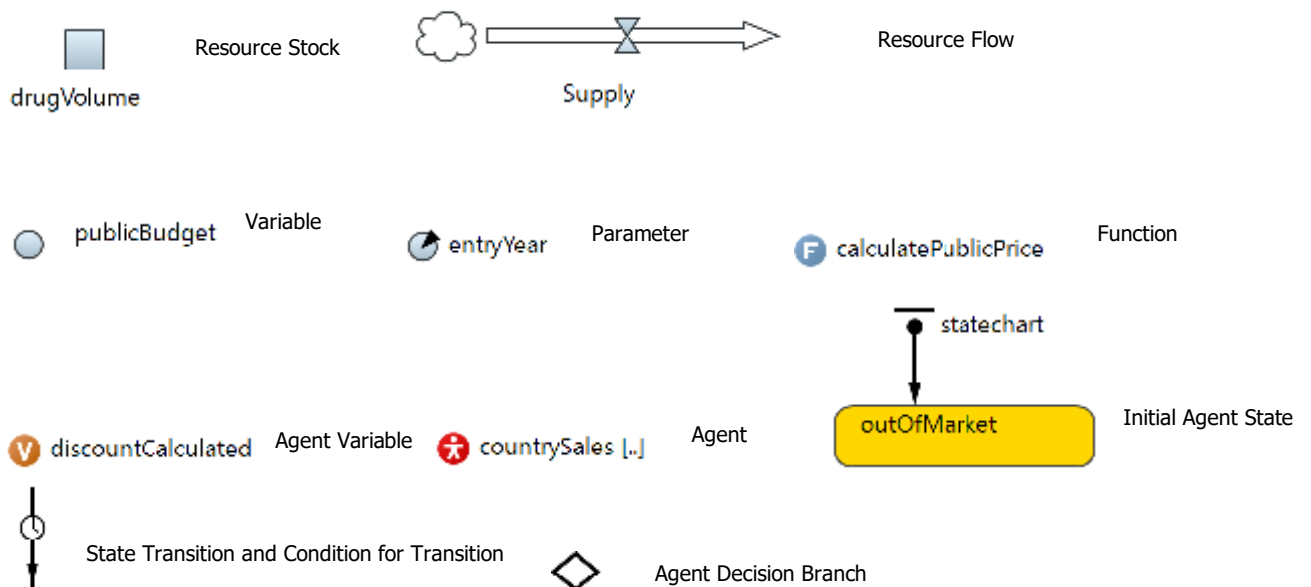 Resource Stock
Resource Flow
drugVolume
Supply
publicBudget
Variable
entryYear
Parameter
F calculatePublicPrice
Function
statechart
outOfMarket
Initial Agent State
V discountCalculated
Agent Variable
countrySales [..]
Agent
State Transition and Condition for Transition
Agent Decision Branch